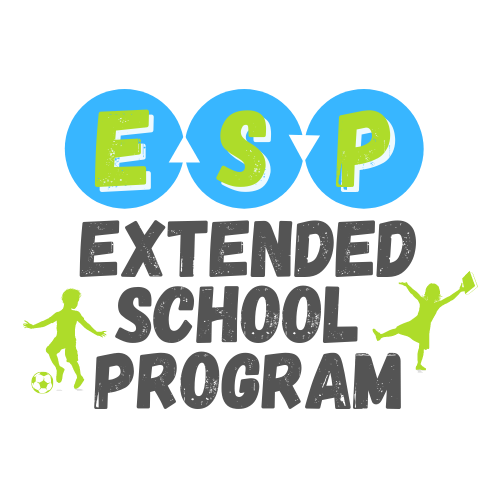 ESP
EXTENDED
SCHOOL
PROGRAM